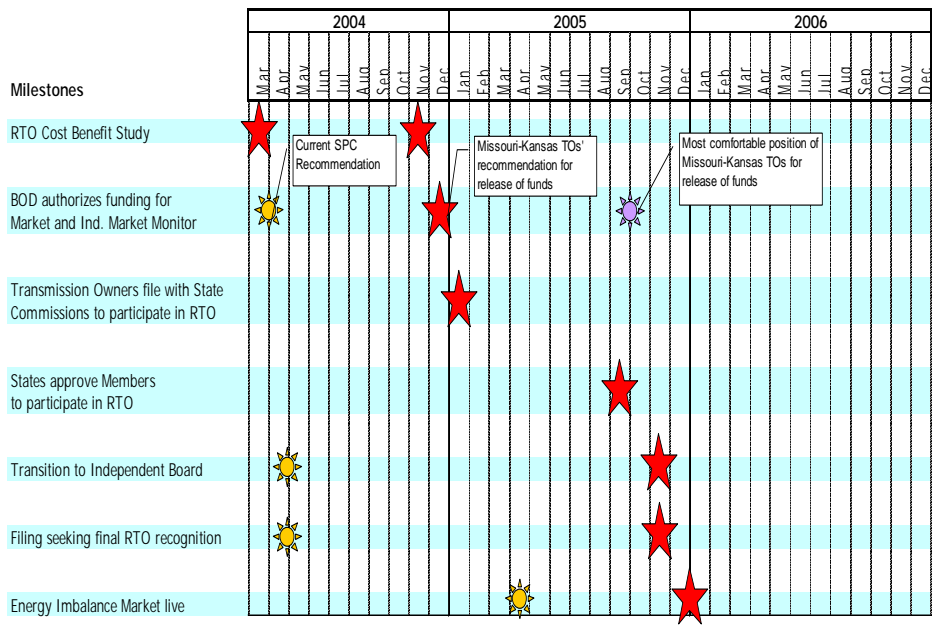 2004 2005 2006
Milestones
Mar Apr May Jun Jul Aug Sep Oct Nov Dec Jan Feb Mar Apr May Jun Jul Aug Sep Oct Nov Dec Jan Feb Mar Apr May Jun Jul Aug Sep Oct Nov Dec
RTO Cost Benefit Study
Current SPC
Recommendation
Missouri-Kansas TOs'
recommendation for
release of funds
Most comfortable position of
Missouri-Kansas TOs for
release of funds
BOD authorizes funding for
Market and Ind. Market Monitor
Transmission Owners file with State
Commissions to participate in RTO
States approve Members
to participate in RTO
Transition to Independent Board
Filing seeking final RTO recognition
Energy Imbalance Market live